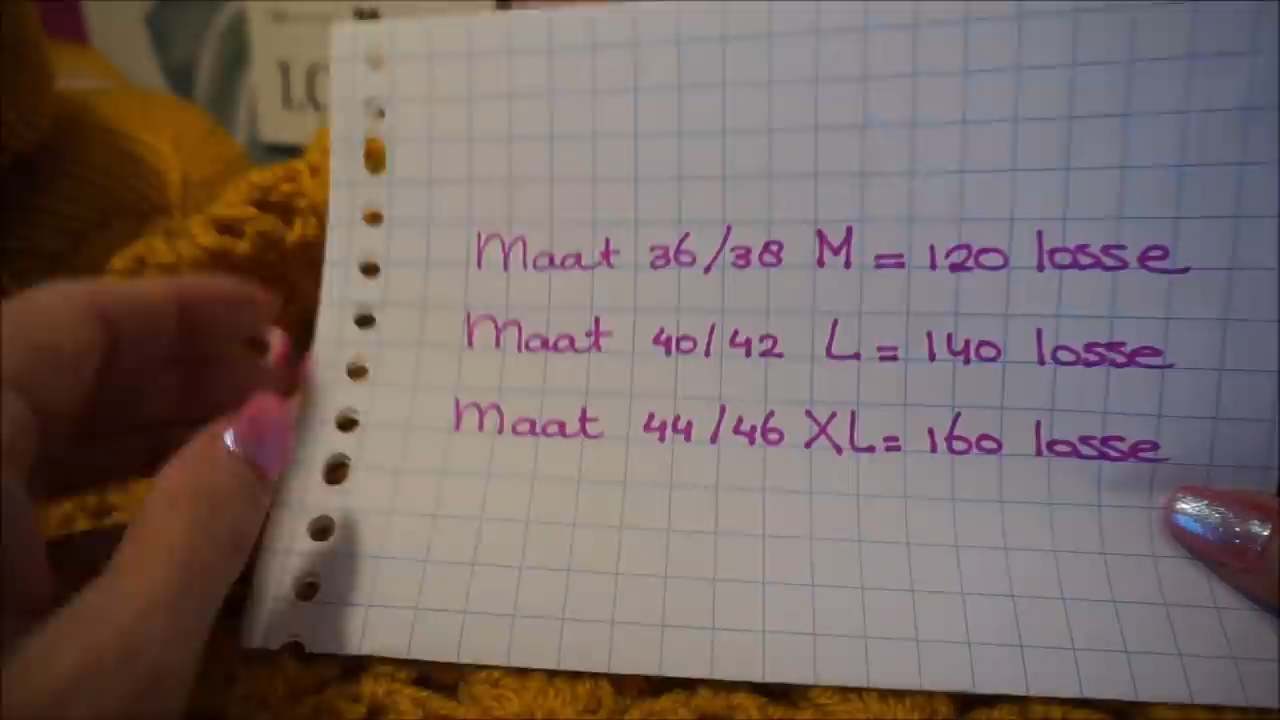 Maat 36/38 M = 120 losse
Maat 40/42 L = 140 losse
Maat 44/46 XL = 160 losse